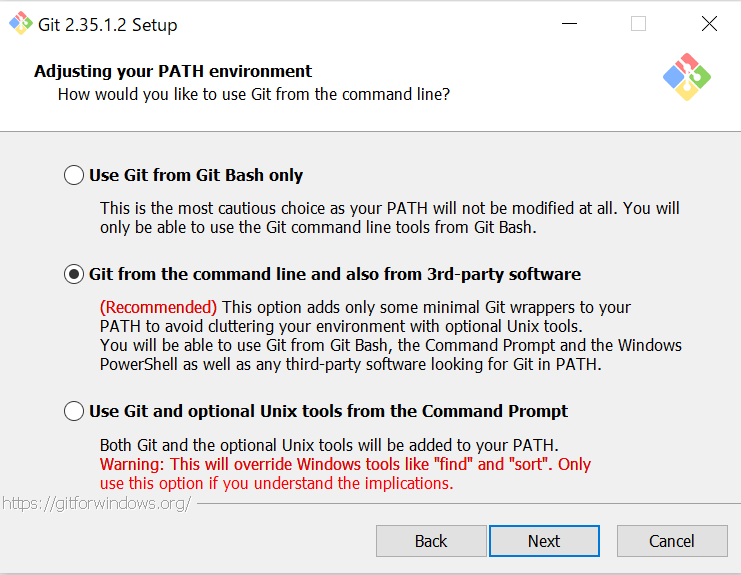 Git 2.35.1.2 Setup
Adjusting your PATH environment
How would you like to use Git from the command line?
Use Git from Git Bash only
This is the most cautious choice as your PATH will not be modified at all. You will
only be able to use the Git command line tools from Git Bash.
Git from the command line and also from 3rd-party software
(Recommended) This option adds only some minimal Git wrappers to your
PATH to avoid cluttering your environment with optional Unix tools.
You will be able to use Git from Git Bash, the Command Prompt and the Windows
PowerShell as well as any third-party software looking for Git in PATH.
Use Git and optional Unix tools from the Command Prompt
Both Git and the optional Unix tools will be added to your PATH.
Warning: This will override Windows tools like "find" and "sort". Only
use this option if you understand the implications.
https://gitforwindows.org/
Back
Next
Cancel